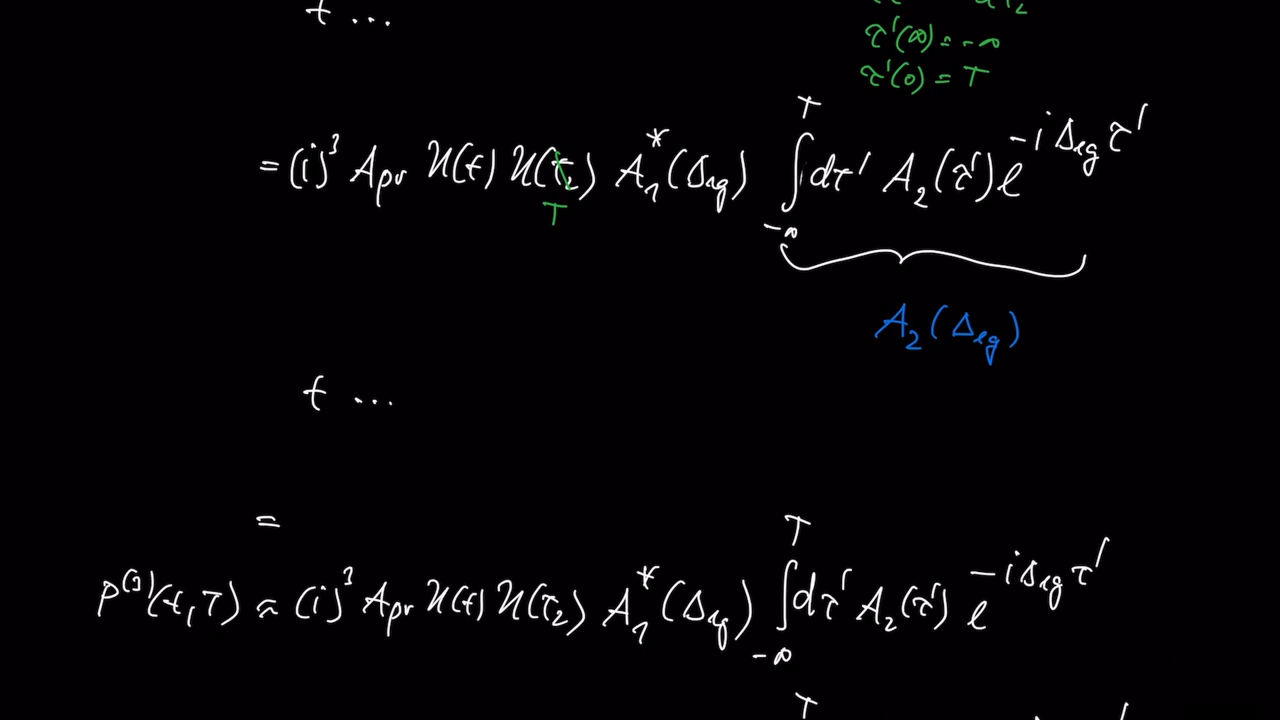 + ...
τ'(∞) = -∞
τ'(0) = T
= (i)³ A_pr 𝒰(t) 𝒰(t₂) A₁*(Δ_eg) ∫_{-∞}^{T} dτ' A₂(τ') e^{-iΔ_eg τ'}
T
A₂(Δ_eg)
+ ...
=
P⁽³⁾(t,T) ≈ (i)³ A_pr 𝒰(t) 𝒰(τ₂) A₁*(Δ_eg) ∫_{-∞}^{T} dτ' A₂(τ') e^{-iΔ_eg τ'}
T